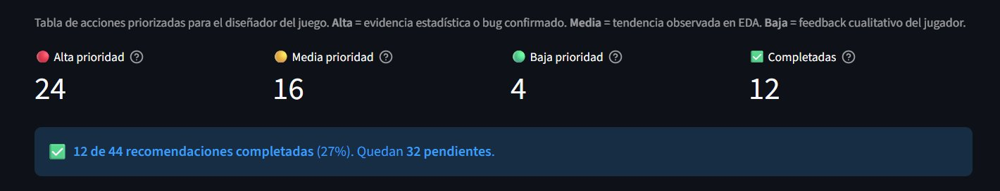 Tabla de acciones priorizadas para el diseñador del juego. Alta = evidencia estadística o bug confirmado. Media = tendencia observada en EDA. Baja = feedback cualitativo del jugador.
Alta prioridad
Media prioridad
Baja prioridad
Completadas
24
16
4
12
12 de 44 recomendaciones completadas (27%). Quedan 32 pendientes.